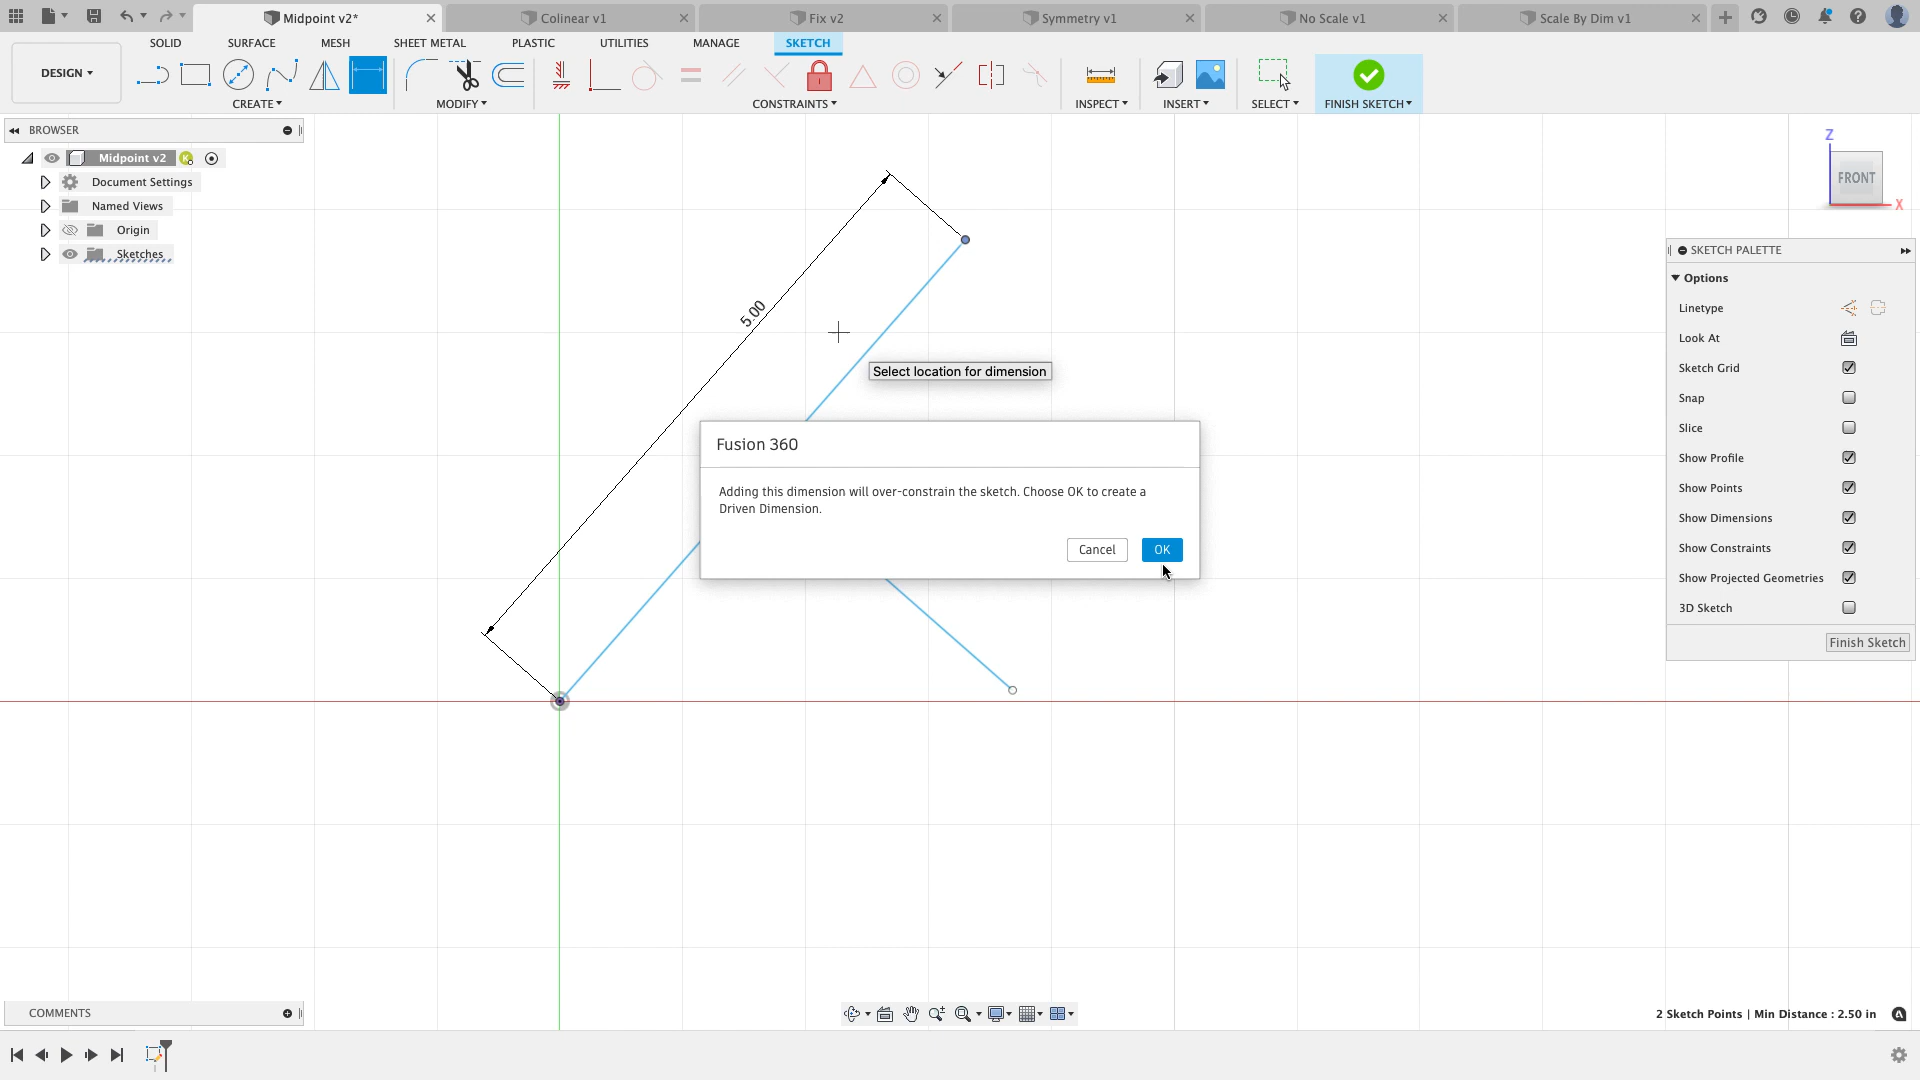 Midpoint v2*
Colinear v1
Fix v2
Symmetry v1
No Scale v1
Scale By Dim v1
DESIGN
SOLID
SURFACE
MESH
SHEET METAL
PLASTIC
UTILITIES
MANAGE
SKETCH
CREATE
MODIFY
CONSTRAINTS
INSPECT
INSERT
SELECT
FINISH SKETCH
BROWSER
Midpoint v2
Document Settings
Named Views
Origin
Sketches
Z
FRONT
X
5.00
Select location for dimension
Fusion 360
Adding this dimension will over-constrain the sketch. Choose OK to create a
Driven Dimension.
Cancel
OK
SKETCH PALETTE
Options
Linetype
Look At
Sketch Grid
Snap
Slice
Show Profile
Show Points
Show Dimensions
Show Constraints
Show Projected Geometries
3D Sketch
Finish Sketch
COMMENTS
2 Sketch Points | Min Distance : 2.50 in